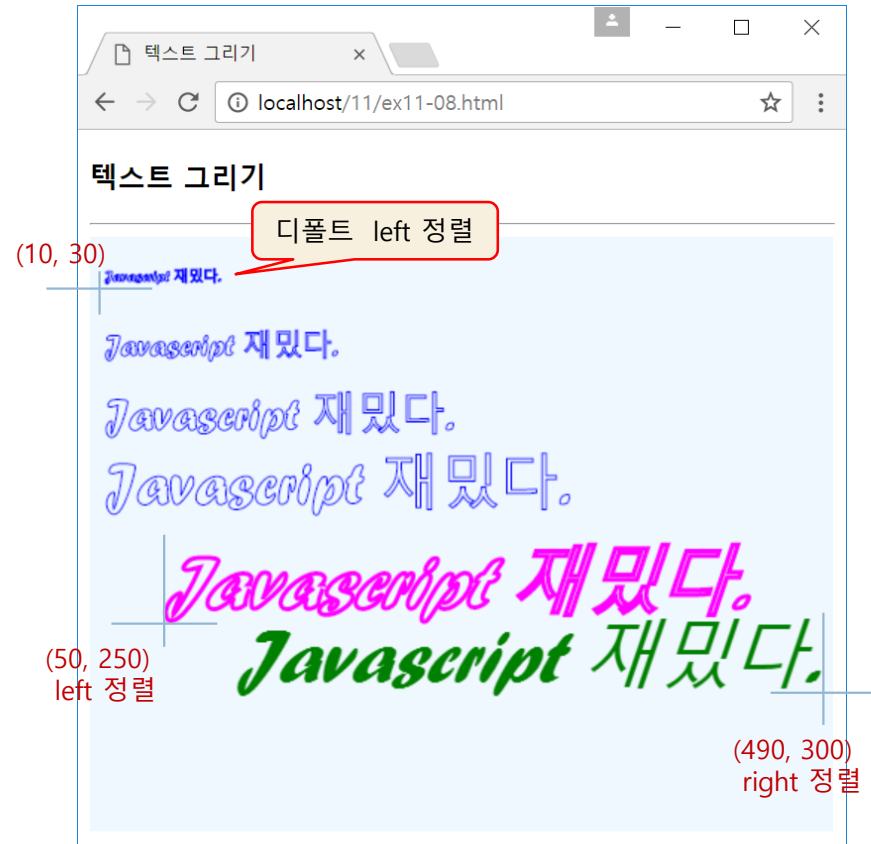 텍스트 그리기
localhost/11/ex11-08.html
텍스트 그리기
디폴트 left 정렬
(10, 30)
Javascript 재밌다.
Javascript 재밌다.
Javascript 재밌다.
Javascript 재밌다.
Javascript 재밌다.
Javascript 재밌다.
(50, 250)
left 정렬
(490, 300)
right 정렬